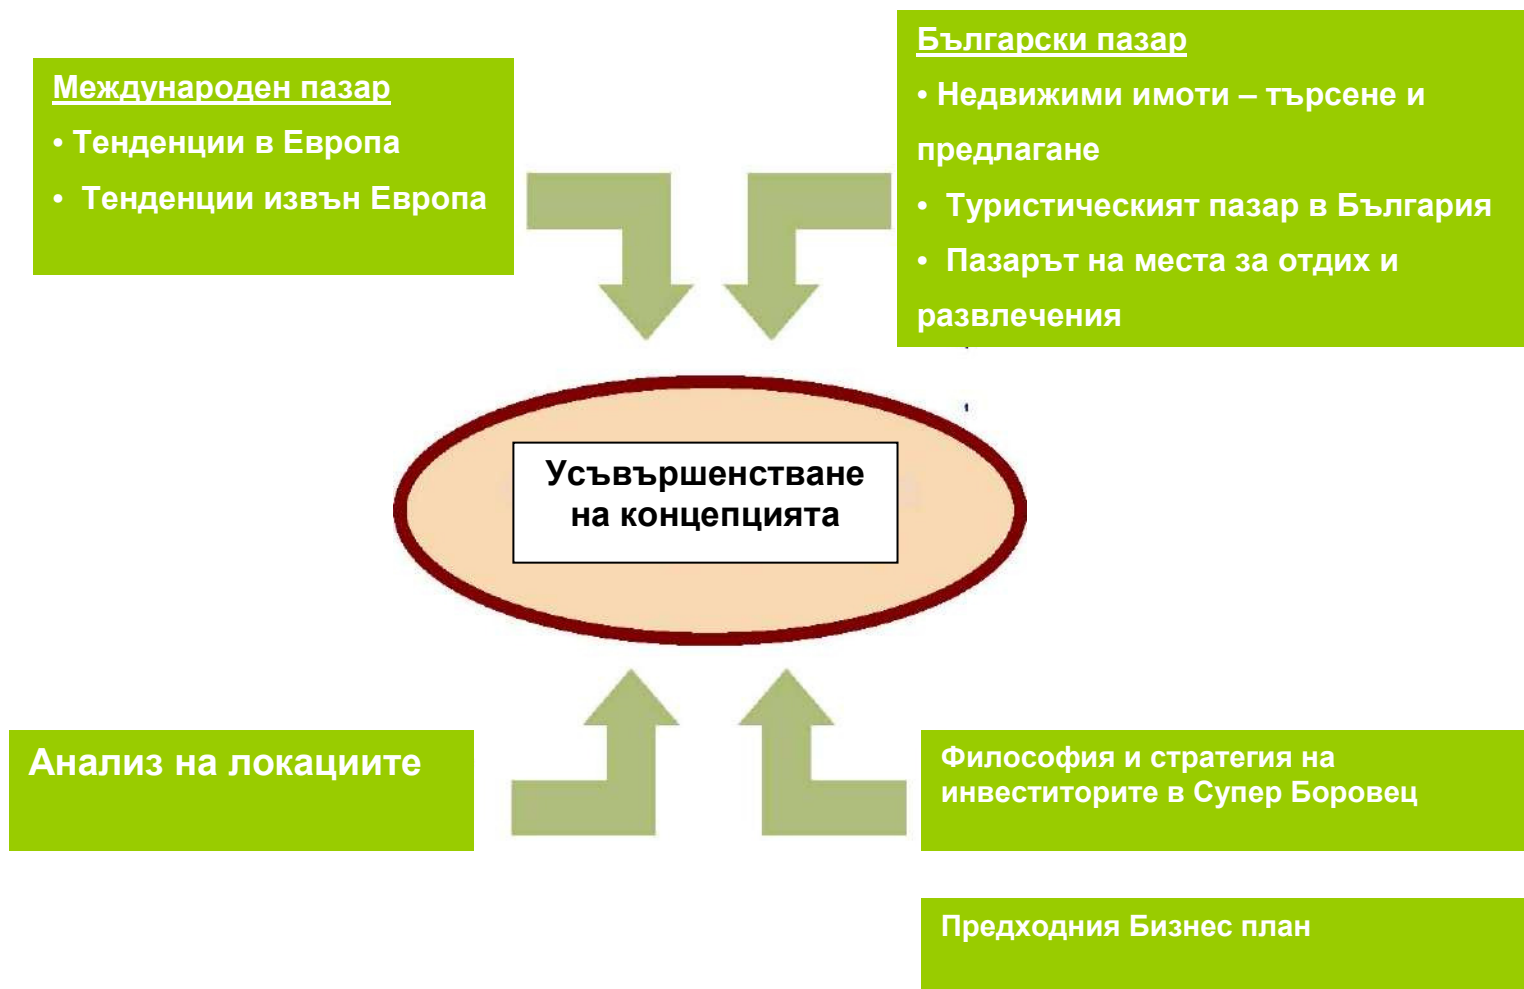 Международен пазар
• Тенденции в Европа
• Тенденции извън Европа
Български пазар
• Недвижими имоти – търсене и
предлагане
• Туристическият пазар в България
• Пазарът на места за отдих и
развлечения
Усъвършенстване
на концепцията
Анализ на локациите
Философия и стратегия на
инвеститорите в Супер Боровец
Предходния Бизнес план